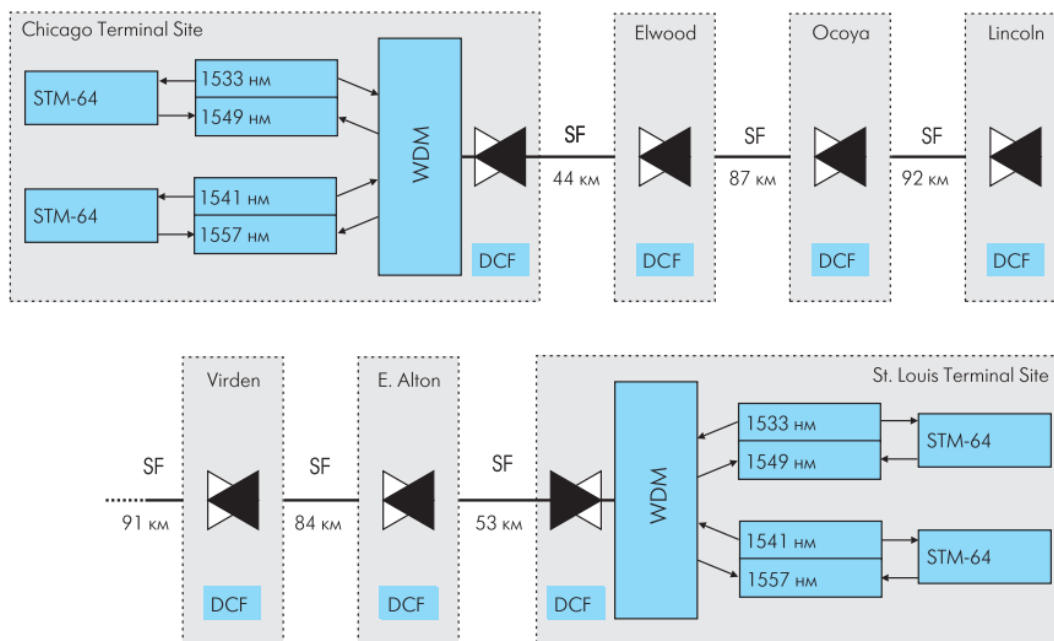 Chicago Terminal Site
STM-64
1533 нм
1549 нм
STM-64
1541 нм
1557 нм
WDM
DCF
SF
44 км
Elwood
DCF
SF
87 км
Ocoya
DCF
SF
92 км
Lincoln
DCF
SF
91 км
Virden
DCF
SF
84 км
E. Alton
DCF
SF
53 км
St. Louis Terminal Site
DCF
WDM
1533 нм
1549 нм
STM-64
1541 нм
1557 нм
STM-64